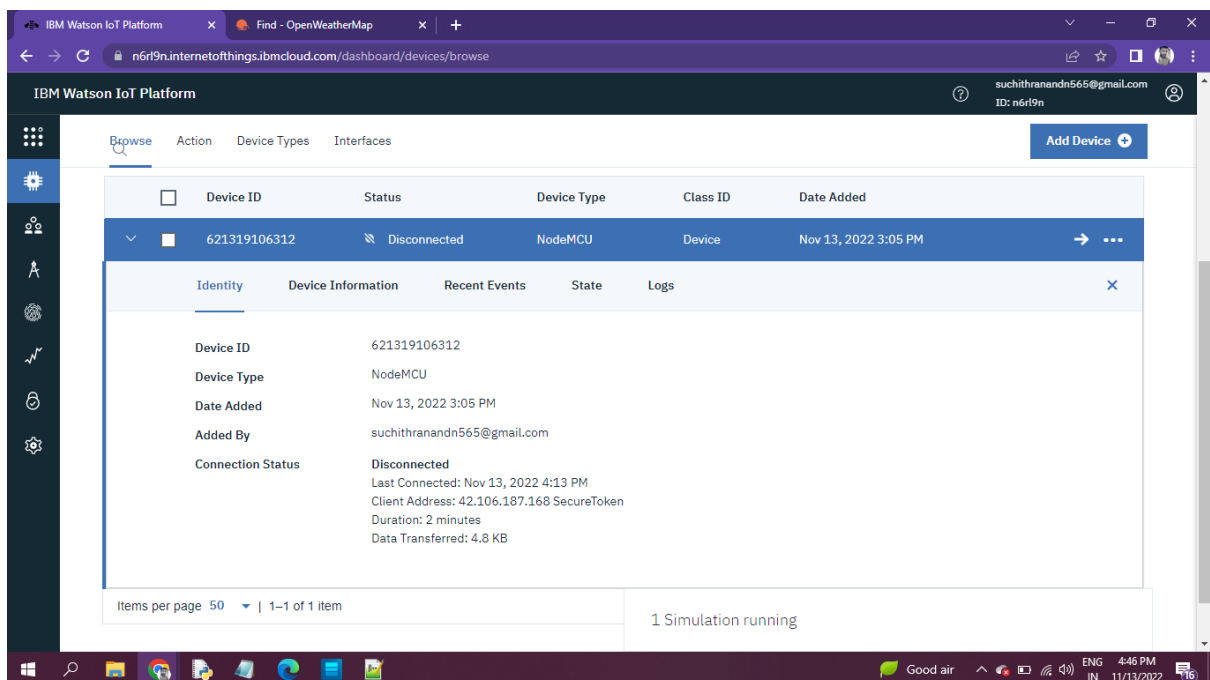 IBM Watson IoT Platform
Find - OpenWeatherMap
n6rl9n.internetofthings.ibmcloud.com/dashboard/devices/browse
IBM Watson IoT Platform
suchithranandn565@gmail.com
ID: n6rl9n
Browse Action Device Types Interfaces
Add Device
Device ID Status Device Type Class ID Date Added
621319106312 Disconnected NodeMCU Device Nov 13, 2022 3:05 PM
Identity Device Information Recent Events State Logs
Device ID 621319106312
Device Type NodeMCU
Date Added Nov 13, 2022 3:05 PM
Added By suchithranandn565@gmail.com
Connection Status Disconnected
Last Connected: Nov 13, 2022 4:13 PM
Client Address: 42.106.187.168 SecureToken
Duration: 2 minutes
Data Transferred: 4.8 KB
Items per page 50 | 1–1 of 1 item
1 Simulation running
Good air
ENG
IN
4:46 PM
11/13/2022
16